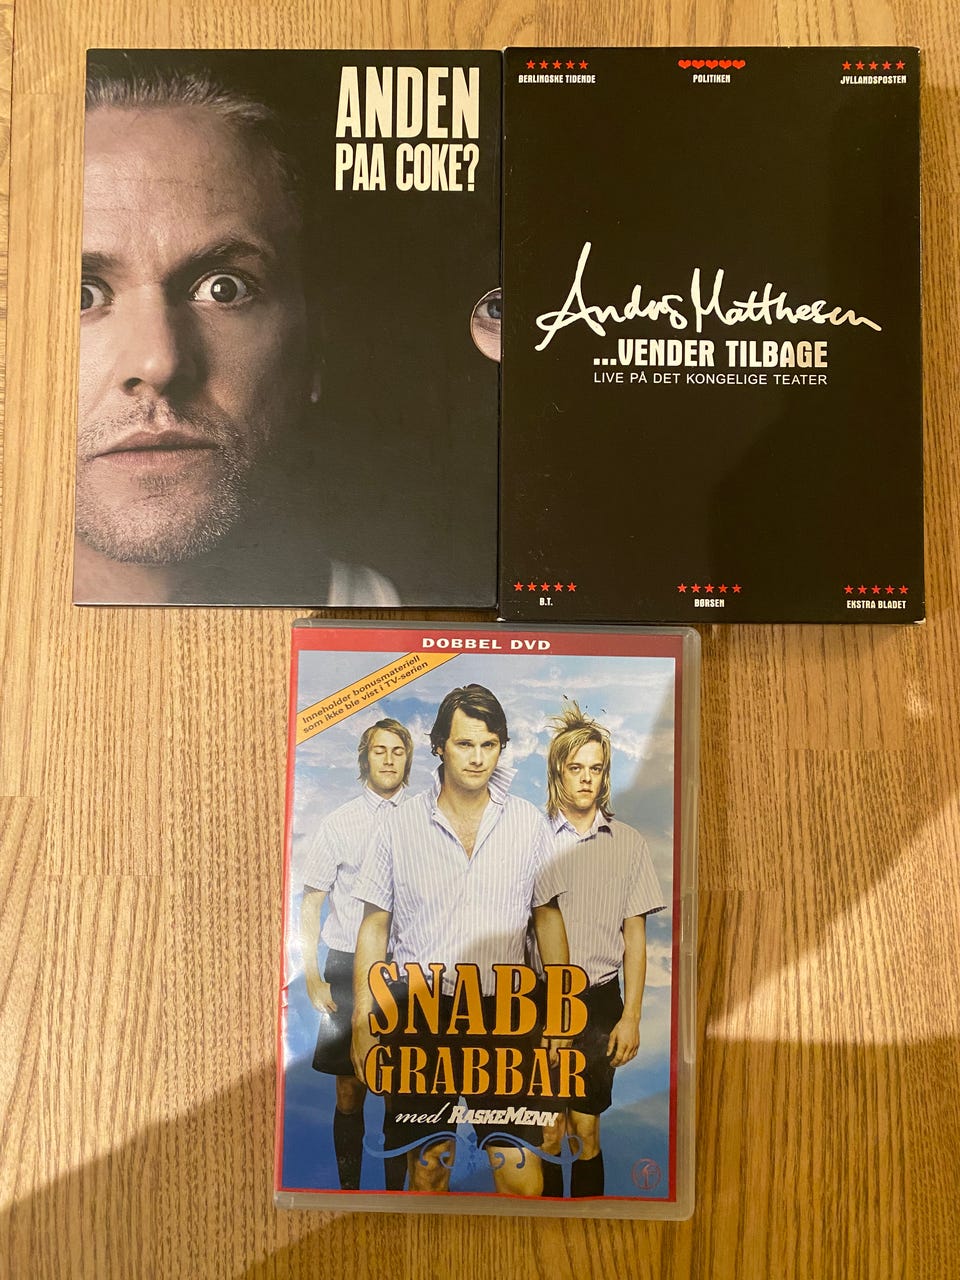 ANDEN
PAA COKE?
★★★★★
BERLINGSKE TIDENDE
♥♥♥♥♥
POLITIKEN
★★★★★
JYLLANDSPOSTEN
Anders Matthesen
...VENDER TILBAGE
LIVE PÅ DET KONGELIGE TEATER
★★★★★
B.T.
★★★★★
BØRSEN
★★★★★
EKSTRA BLADET
DOBBEL DVD
Inneholder bonusmateriell
som ikke ble vist i TV-serien
SNABB
GRABBAR
med RASKEMENN